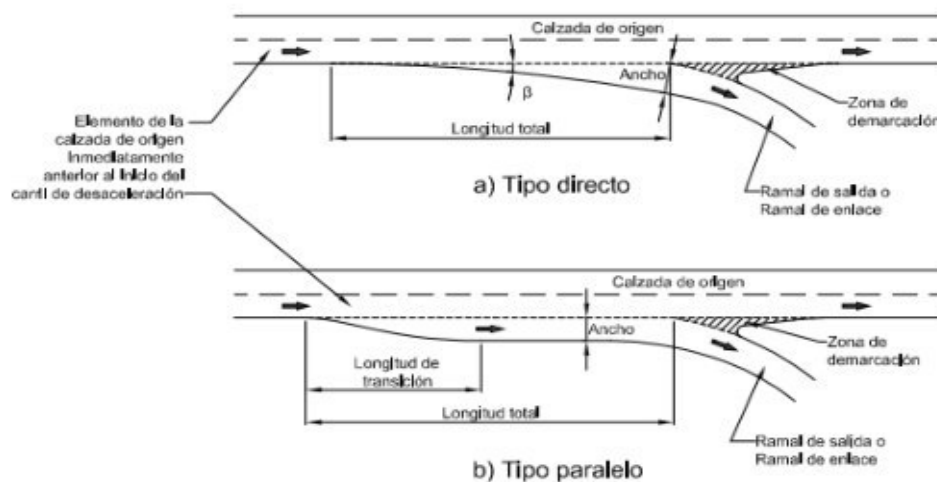 Calzada de origen
Ancho
β
Longitud total
Elemento de la
calzada de origen
Inmediatamente
anterior al Inicio del
carril de desaceleración
Zona de
demarcación
Ramal de salida o
Ramal de enlace
a) Tipo directo
Calzada de origen
Ancho
Longitud de
transición
Longitud total
Zona de
demarcación
Ramal de salida o
Ramal de enlace
b) Tipo paralelo